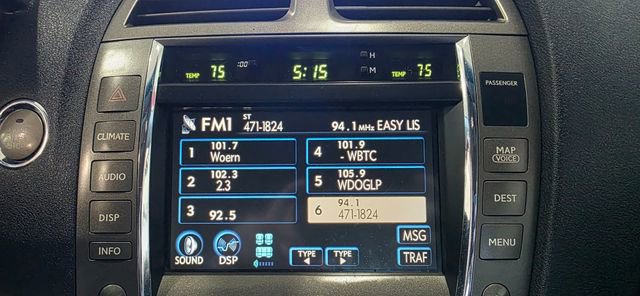 TEMP 75 :00 5:15 H M TEMP 75
PASSENGER
CLIMATE
AUDIO
DISP
INFO
FM1 ST 471-1824 94.1 MHz EASY LIS
1 101.7 Woern
4 101.9 - WBTC
2 102.3 2.3
5 105.9 WDOGLP
3 92.5
6 94.1 471-1824
MSG
SOUND DSP TYPE TYPE TRAF
MAP VOICE
DEST
MENU